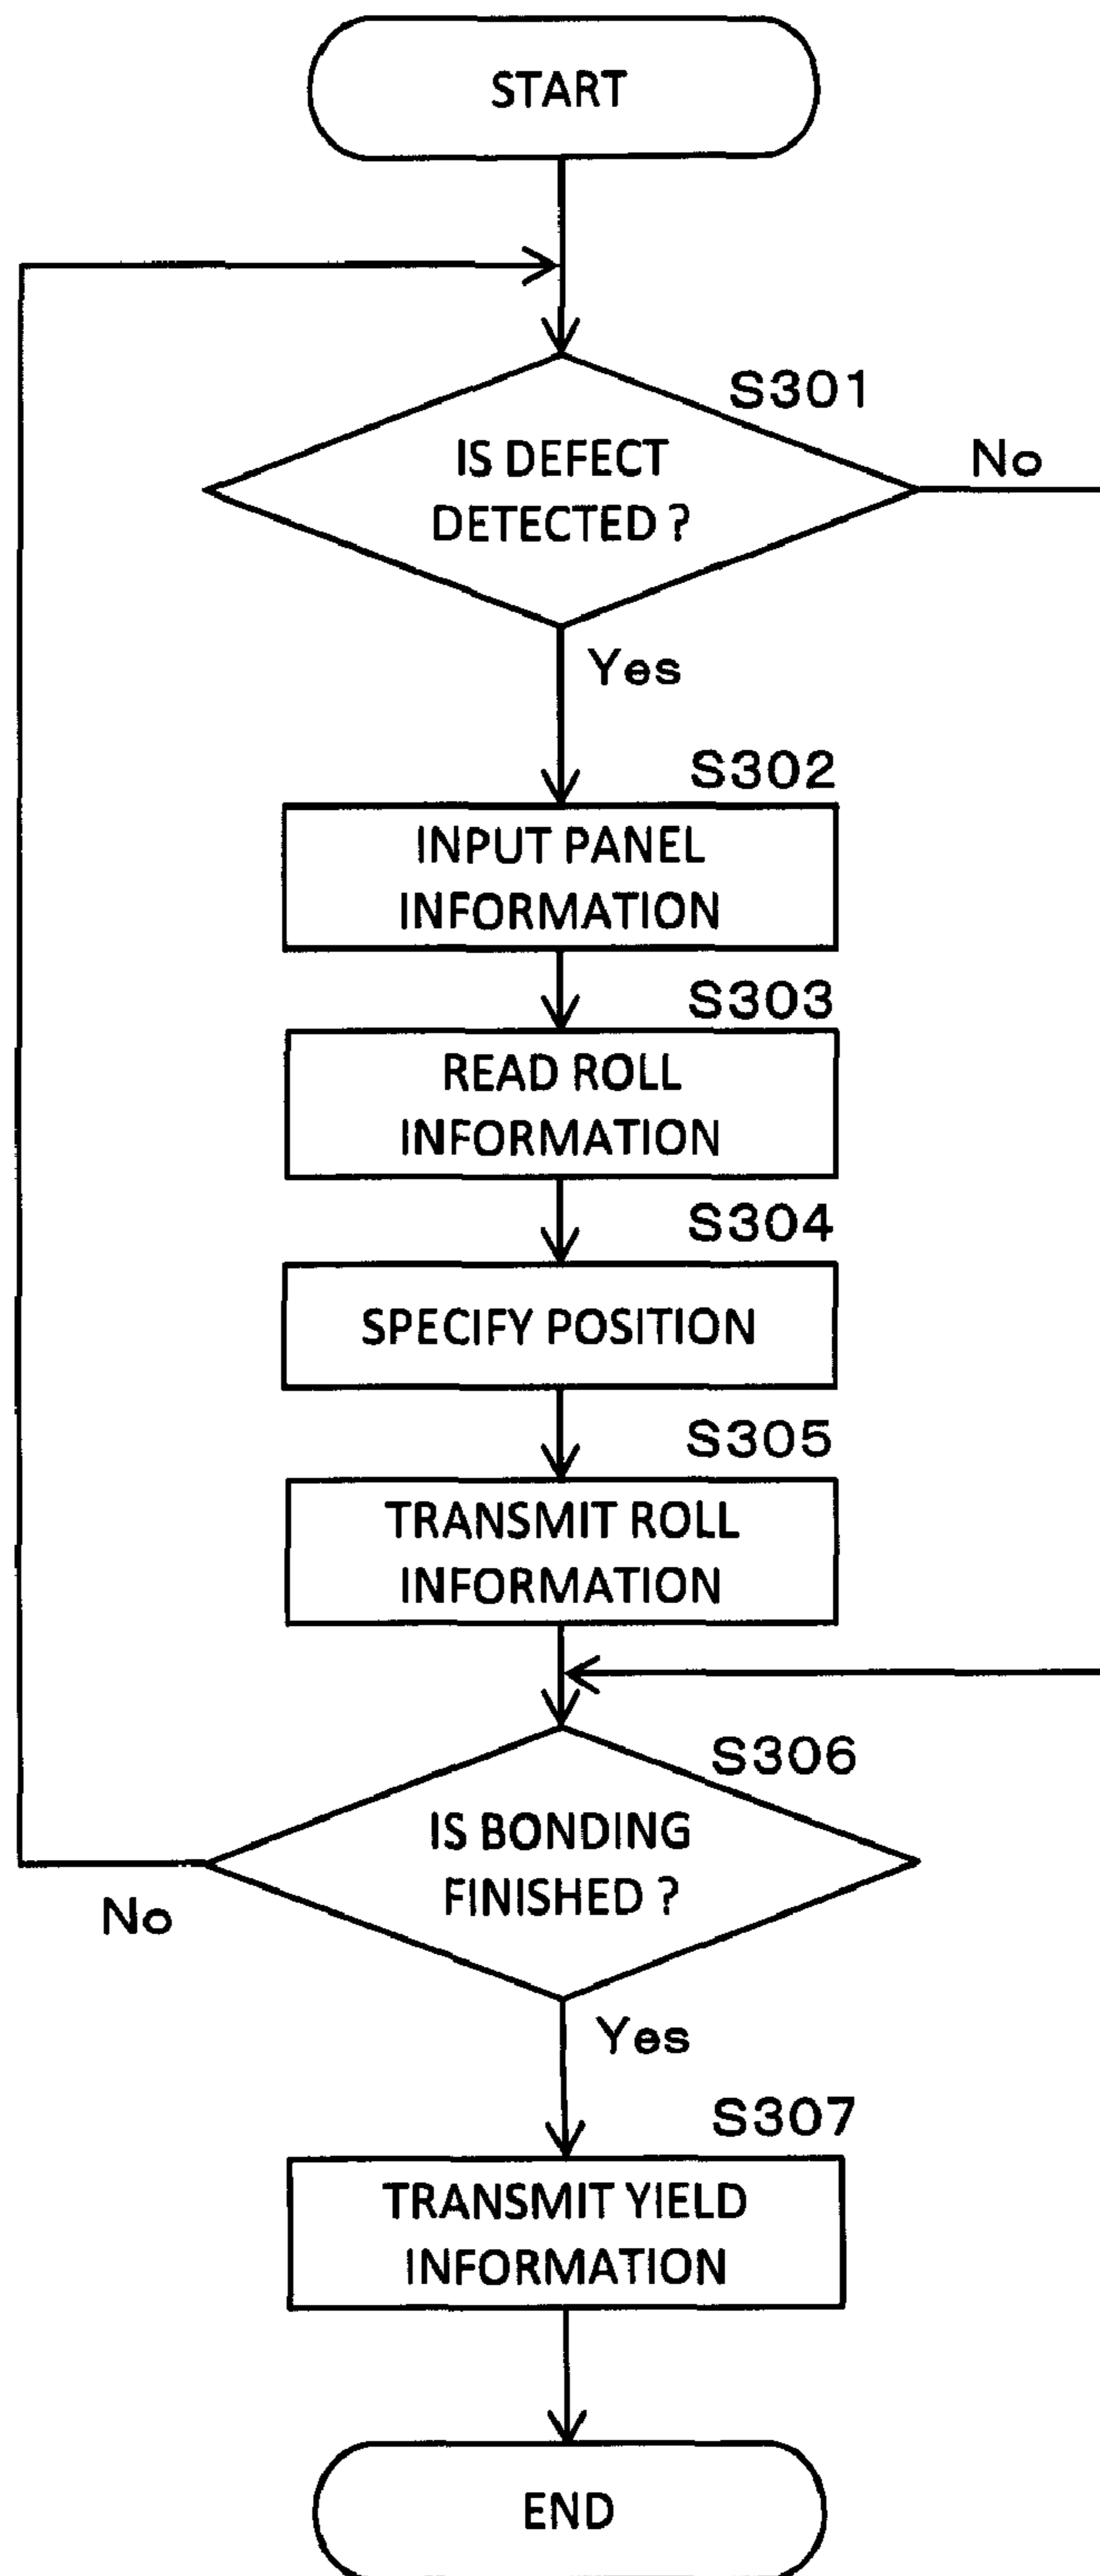 START
S301
IS DEFECT
DETECTED ?
No
Yes
S302
INPUT PANEL
INFORMATION
S303
READ ROLL
INFORMATION
S304
SPECIFY POSITION
S305
TRANSMIT ROLL
INFORMATION
S306
IS BONDING
FINISHED ?
No
Yes
S307
TRANSMIT YIELD
INFORMATION
END